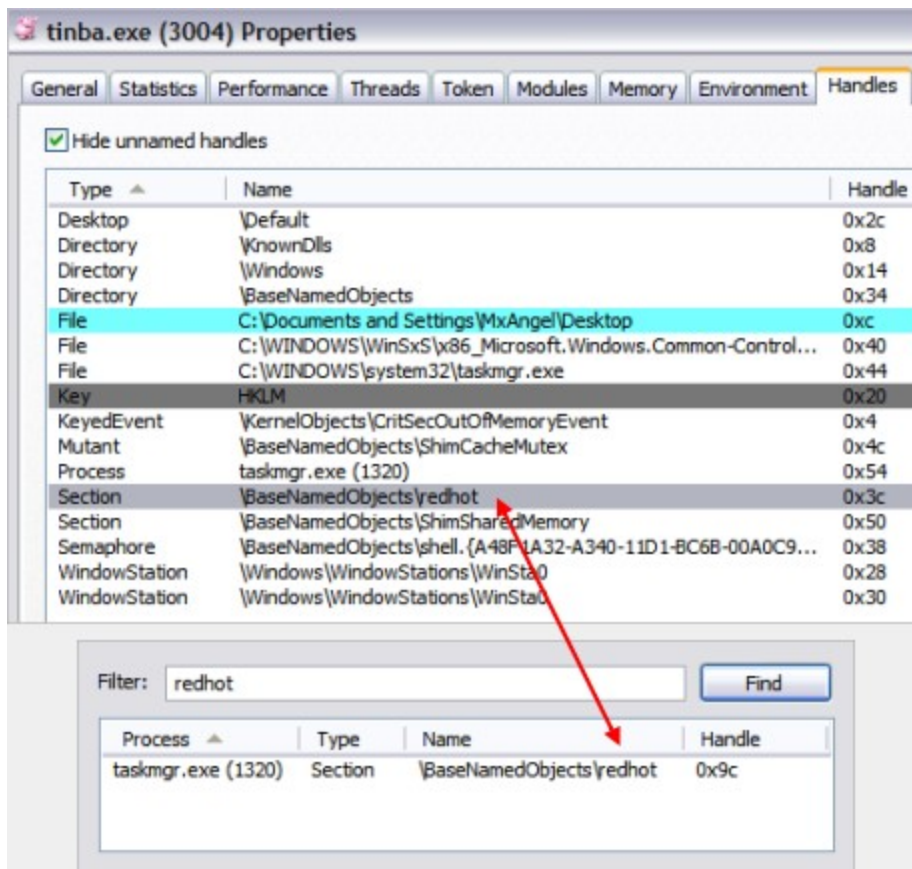 tinba.exe (3004) Properties
General Statistics Performance Threads Token Modules Memory Environment Handles
Hide unnamed handles
Type Name Handle
Desktop \Default 0x2c
Directory \KnownDlls 0x8
Directory \Windows 0x14
Directory \BaseNamedObjects 0x34
File C:\Documents and Settings\MxAngel\Desktop 0xc
File C:\WINDOWS\WinSxS\x86_Microsoft.Windows.Common-Control... 0x40
File C:\WINDOWS\system32\taskmgr.exe 0x44
Key HKLM 0x20
KeyedEvent \KernelObjects\CritSecOutOfMemoryEvent 0x4
Mutant \BaseNamedObjects\ShimCacheMutex 0x4c
Process taskmgr.exe (1320) 0x54
Section \BaseNamedObjects\redhot 0x3c
Section \BaseNamedObjects\ShimSharedMemory 0x50
Semaphore \BaseNamedObjects\shell.{A48F1A32-A340-11D1-BC6B-00A0C9... 0x38
WindowStation \Windows\WindowStations\WinSta0 0x28
WindowStation \Windows\WindowStations\WinSta0 0x30
Filter: redhot Find
Process Type Name Handle
taskmgr.exe (1320) Section \BaseNamedObjects\redhot 0x9c